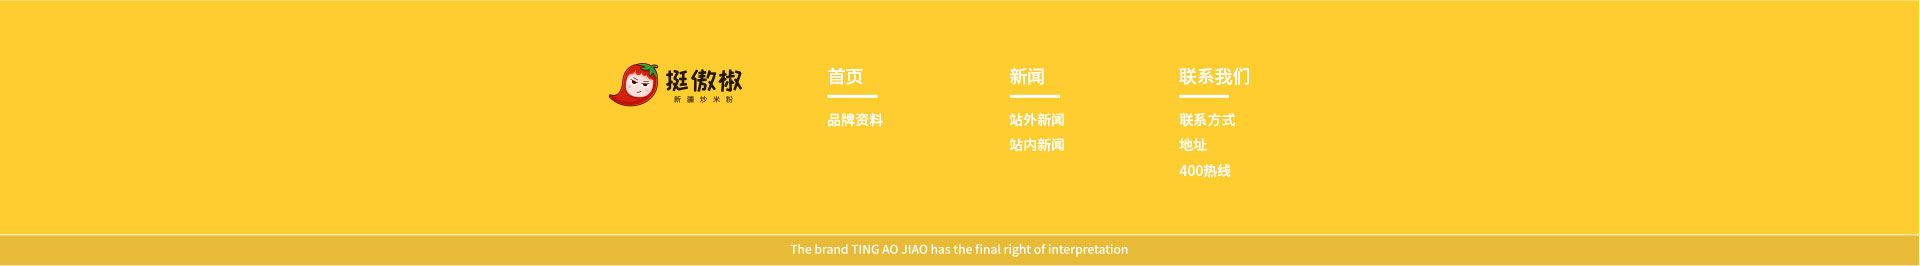 挺傲椒
新疆炒米粉
首页
品牌资料
新闻
站外新闻
站内新闻
联系我们
联系方式
地址
400热线
The brand TING AO JIAO has the final right of interpretation